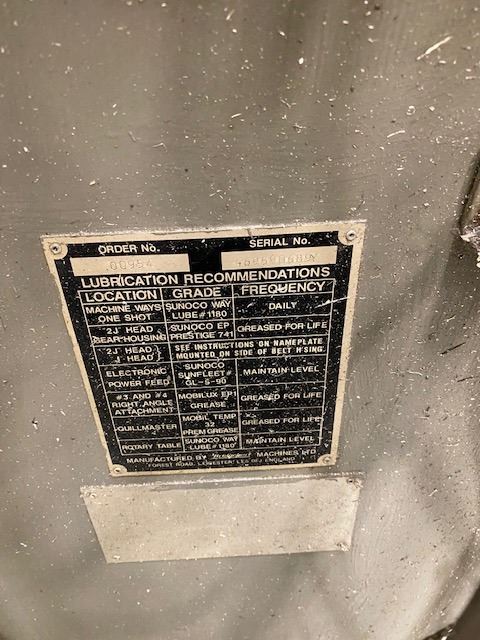 ORDER No. SERIAL No.
LUBRICATION RECOMMENDATIONS
LOCATION GRADE FREQUENCY
MACHINE WAYS SUNOCO WAY DAILY
ONE SHOT LUBE #1180
2J HEAD SUNOCO EP GREASED FOR LIFE
GEAR HOUSING PRESTIGE 741
2J HEAD SEE INSTRUCTIONS ON NAMEPLATE
J HEAD MOUNTED ON SIDE OF BELT H'SING
ELECTRONIC SUNOCO MAINTAIN LEVEL
POWER FEED SUNFLEET
GL-5-90
#3 AND #4 MOBILUX EP1 GREASED FOR LIFE
RIGHT ANGLE GREASE
ATTACHMENT
QUILLMASTER MOBIL TEMP GREASED FOR LIFE
32
PREM GREASE
ROTARY TABLE SUNOCO WAY MAINTAIN LEVEL
LUBE #1180
MANUFACTURED BY Bridgeport MACHINES LTD
FOREST ROAD, LEICESTER ENGLAND